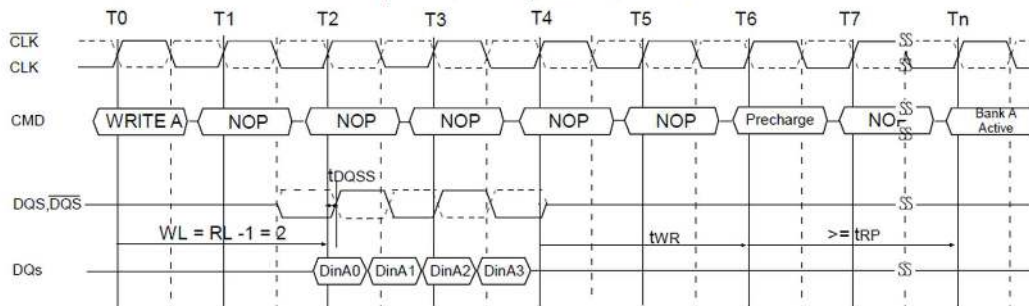 T0 T1 T2 T3 T4 T5 T6 T7 Tn
CLK
CLK
CMD WRITE A NOP NOP NOP NOP NOP Precharge NOP Bank A
Active
tDQSS
DQS,DQS
WL = RL -1 = 2 tWR >= tRP
DQs DinA0 DinA1 DinA2 DinA3